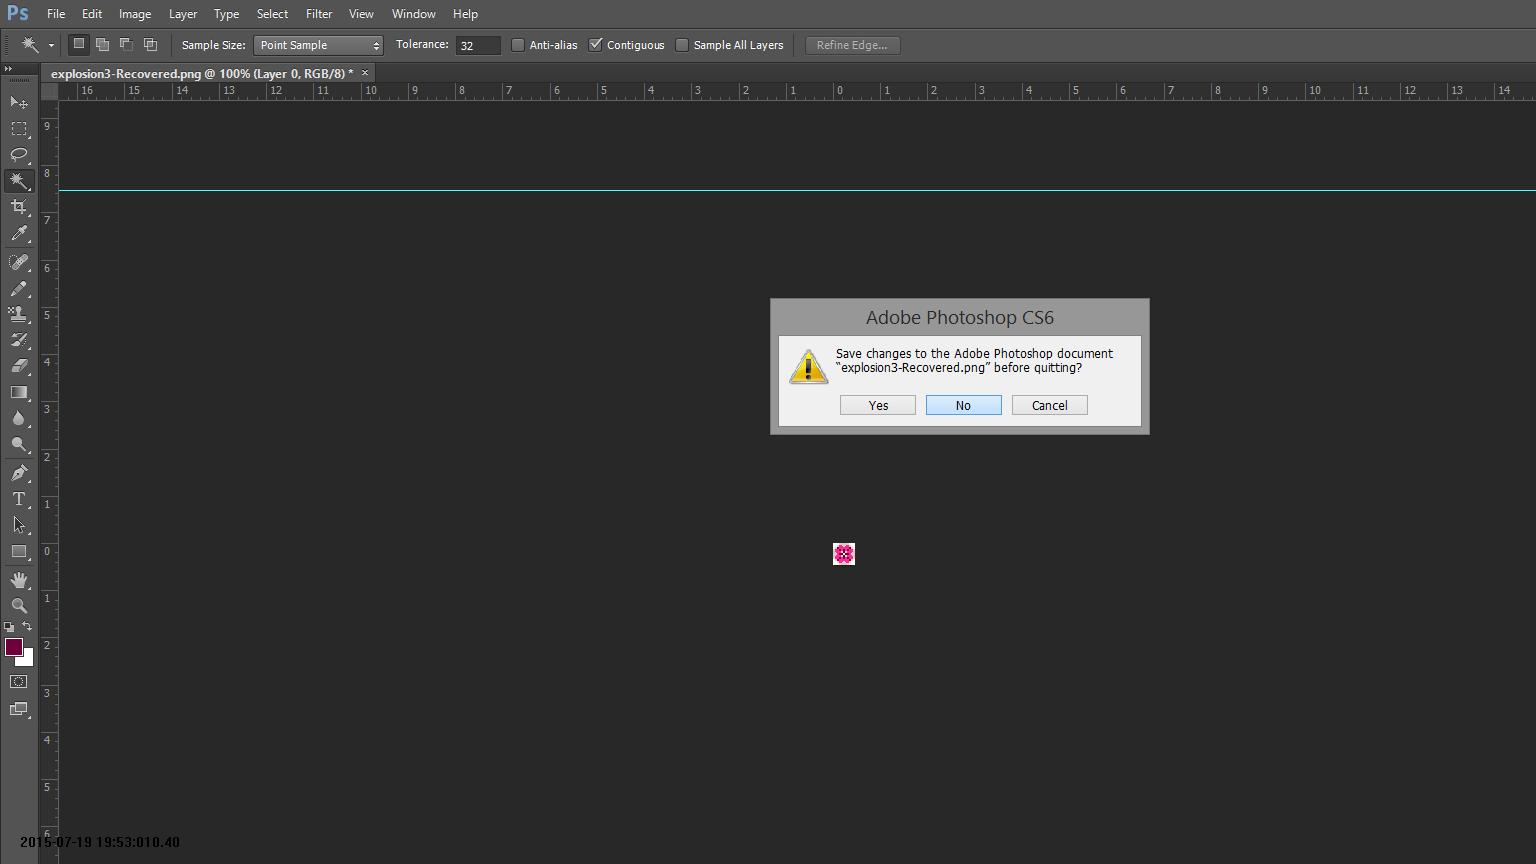 Ps File Edit Image Layer Type Select Filter View Window Help
Sample Size: Point Sample Tolerance: 32 Anti-alias Contiguous Sample All Layers Refine Edge...
explosion3-Recovered.png @ 100% (Layer 0, RGB/8) * ×
16 15 14 13 12 11 10 9 8 7 6 5 4 3 2 1 0 1 2 3 4 5 6 7 8 9 10 11 12 13 14
9
8
7
6
5
4
3
2
1
0
1
2
3
4
5
6
Adobe Photoshop CS6
Save changes to the Adobe Photoshop document
“explosion3-Recovered.png” before quitting?
Yes No Cancel
T
2015-07-19 19:53:010.40